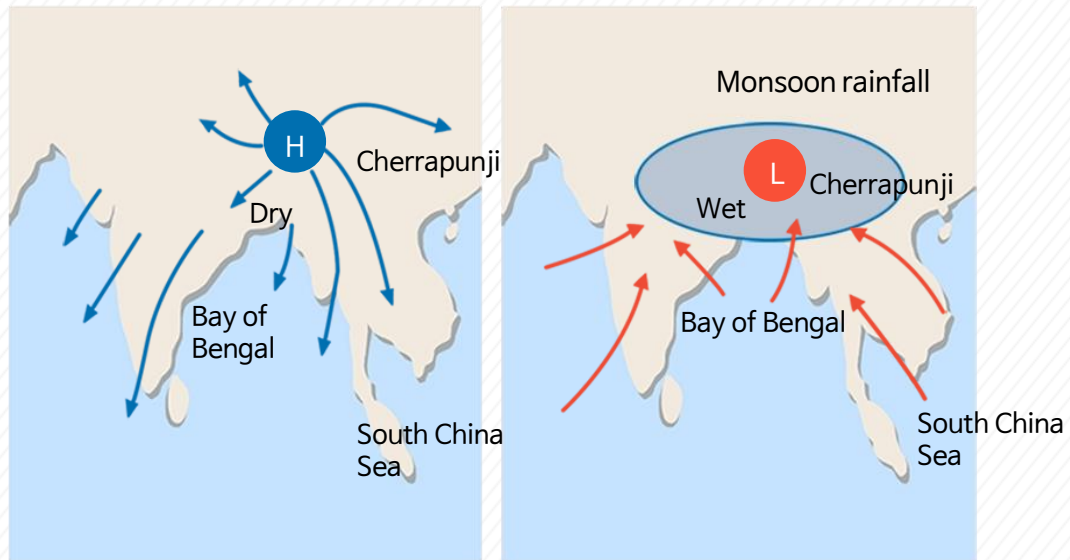 H
Cherrapunji
Dry
Bay of
Bengal
South China
Sea
Monsoon rainfall
L
Cherrapunji
Wet
Bay of Bengal
South China
Sea